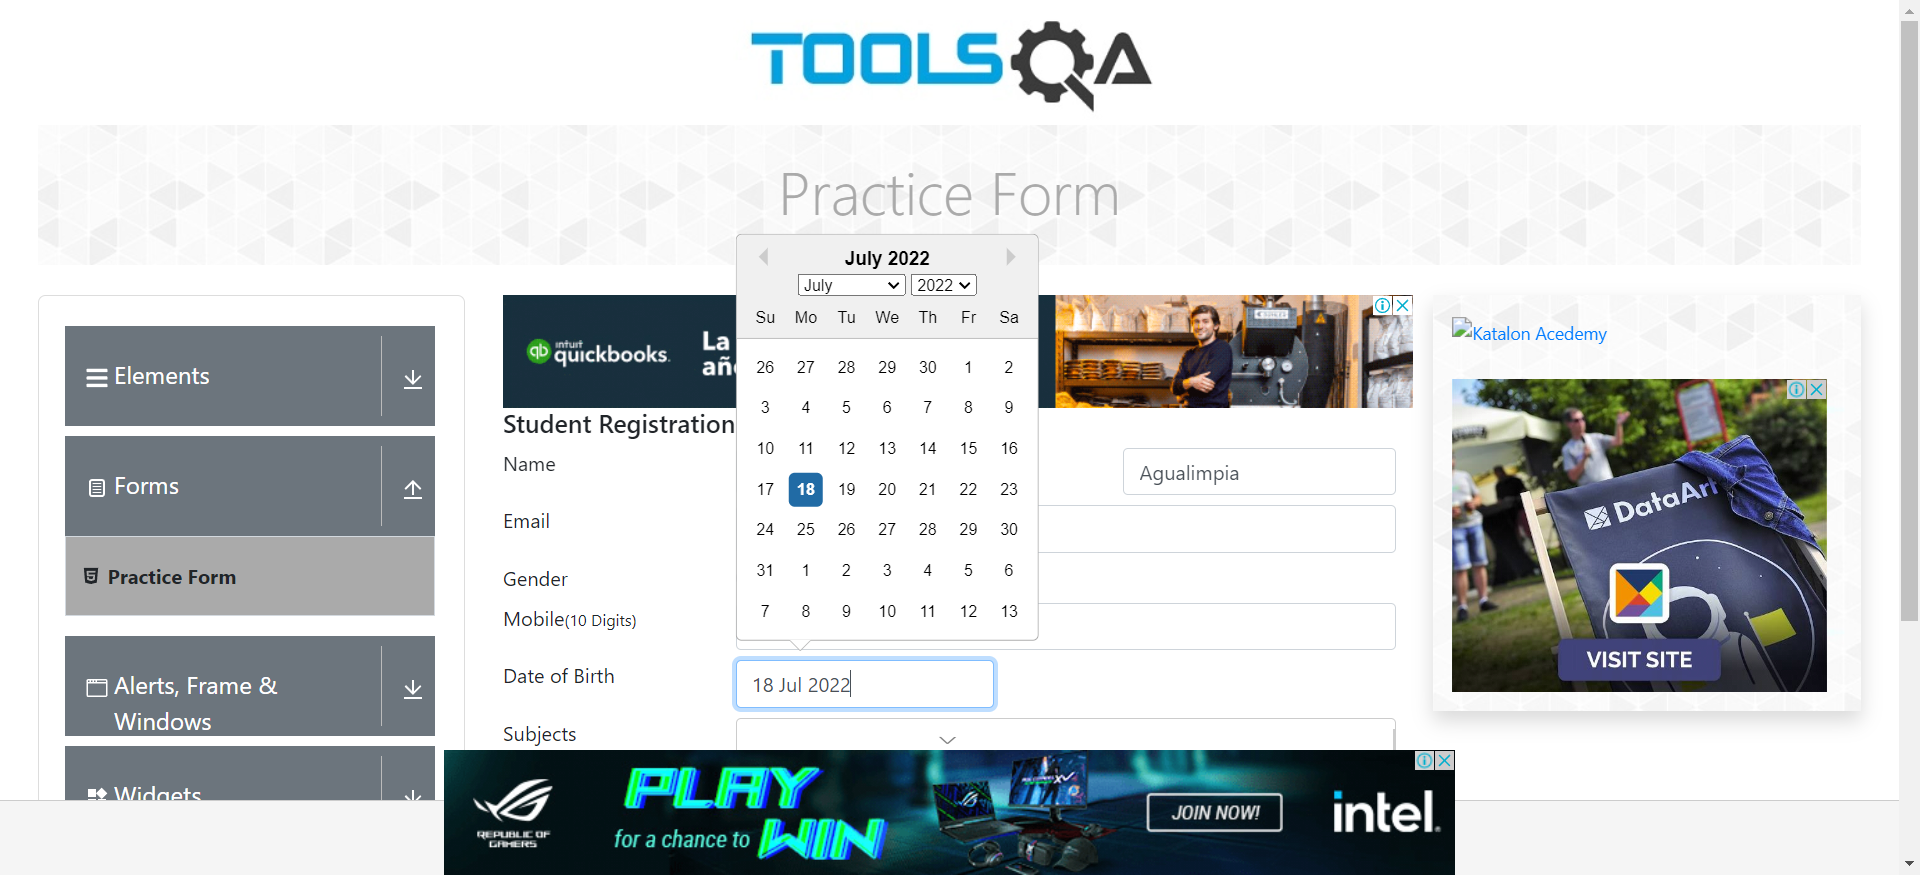 TOOLSQA
Practice Form
July 2022
July 2022
Su Mo Tu We Th Fr Sa
26 27 28 29 30 1 2
3 4 5 6 7 8 9
10 11 12 13 14 15 16
17 18 19 20 21 22 23
24 25 26 27 28 29 30
31 1 2 3 4 5 6
7 8 9 10 11 12 13
Elements
Forms
Practice Form
Alerts, Frame &
Windows
Widgets
qb intuit
quickbooks.
La
año
Student Registration
Name
Agualimpia
Email
Gender
Mobile(10 Digits)
Date of Birth
18 Jul 2022
Subjects
Katalon Acedemy
DataArt
VISIT SITE
REPUBLIC OF
GAMERS
PLAY
for a chance to WIN
JOIN NOW!
intel.